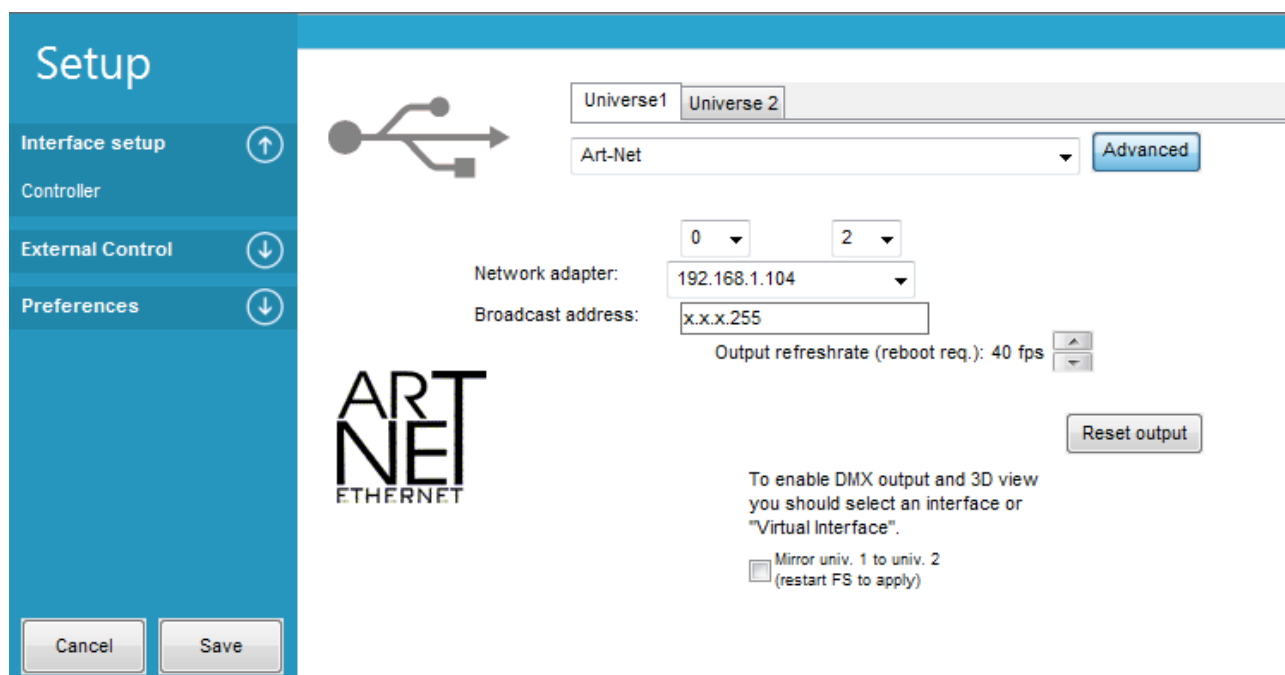 Setup
Interface setup
Controller
External Control
Preferences
Cancel
Save
Universe1
Universe 2
Art-Net
Advanced
0
2
Network adapter:
192.168.1.104
Broadcast address:
x.x.x.255
Output refreshrate (reboot req.): 40 fps
Reset output
ART
NET
ETHERNET
To enable DMX output and 3D view
you should select an interface or
"Virtual Interface".
Mirror univ. 1 to univ. 2
(restart FS to apply)